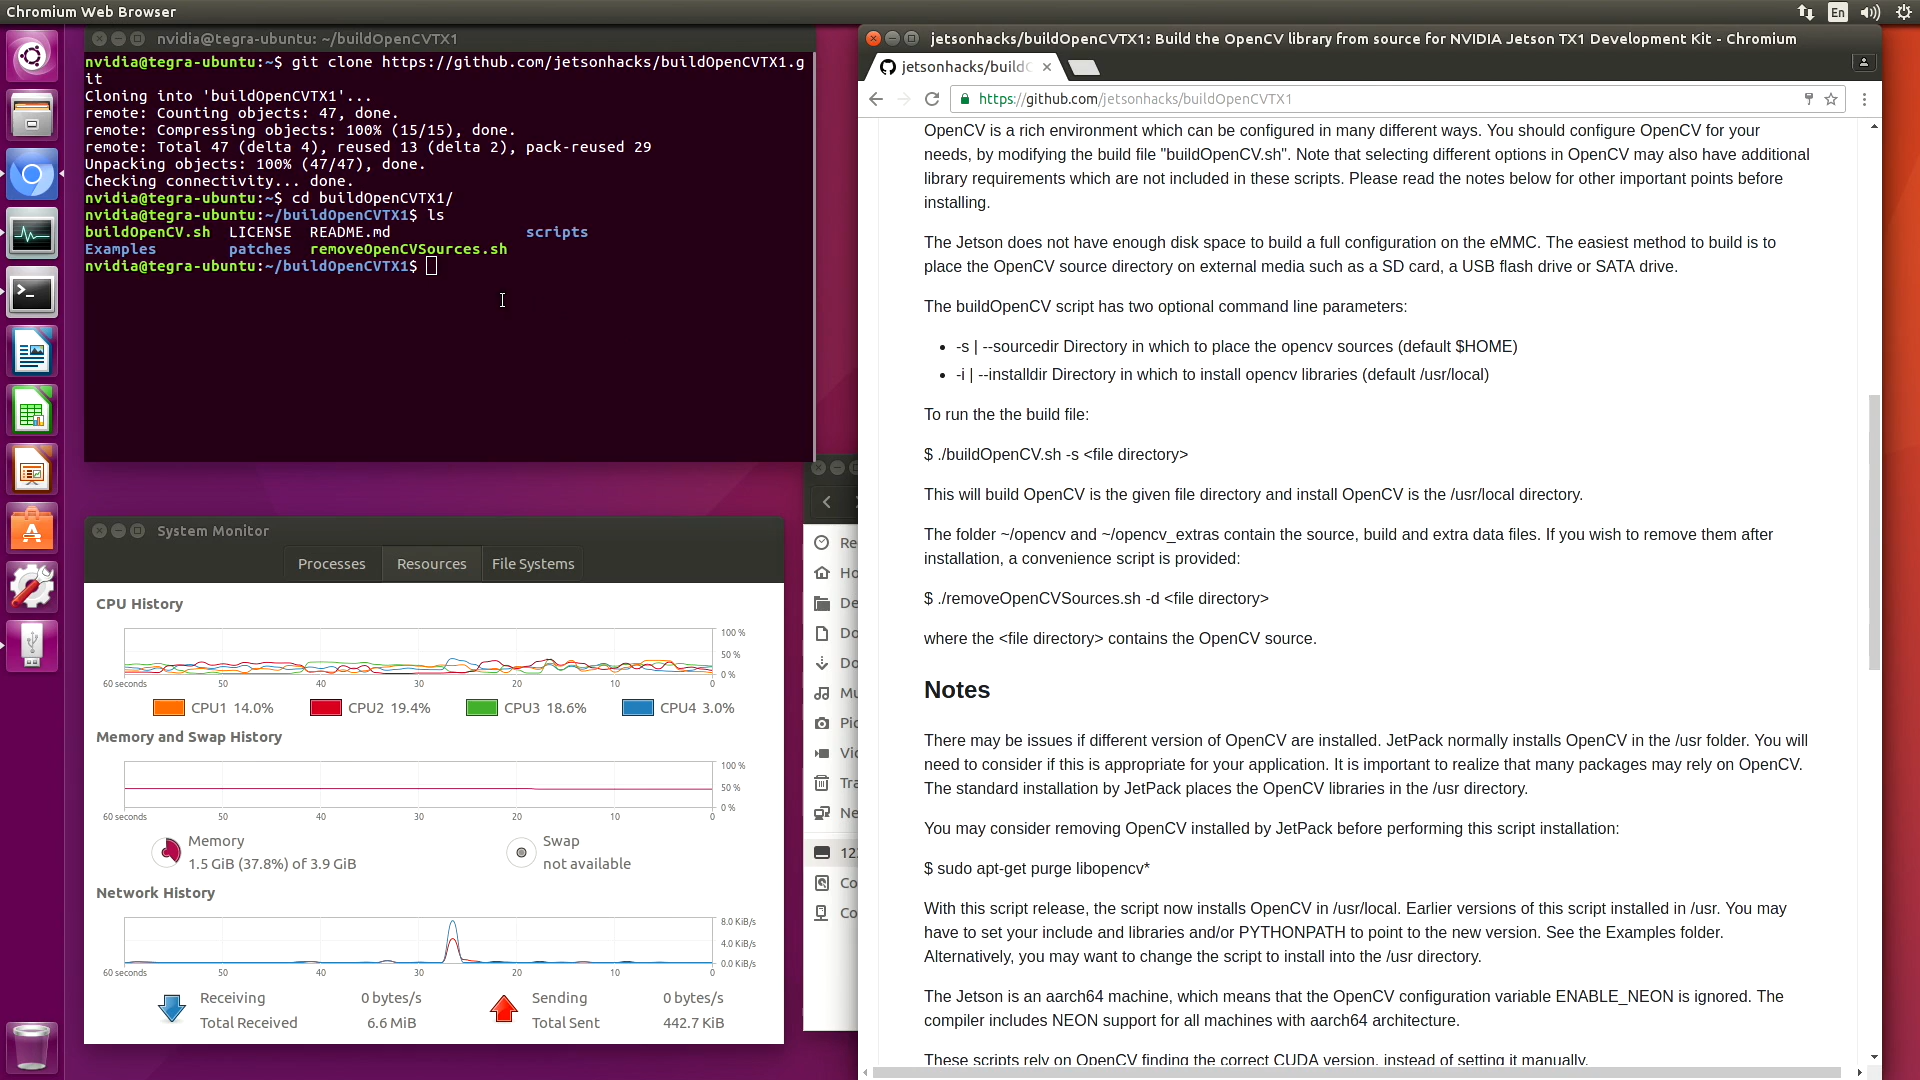 Chromium Web Browser
En
nvidia@tegra-ubuntu: ~/buildOpenCVTX1
nvidia@tegra-ubuntu:~$ git clone https://github.com/jetsonhacks/buildOpenCVTX1.g
it
Cloning into 'buildOpenCVTX1'...
remote: Counting objects: 47, done.
remote: Compressing objects: 100% (15/15), done.
remote: Total 47 (delta 4), reused 13 (delta 2), pack-reused 29
Unpacking objects: 100% (47/47), done.
Checking connectivity... done.
nvidia@tegra-ubuntu:~$ cd buildOpenCVTX1/
nvidia@tegra-ubuntu:~/buildOpenCVTX1$ ls
buildOpenCV.sh LICENSE README.md scripts
Examples patches removeOpenCVSources.sh
nvidia@tegra-ubuntu:~/buildOpenCVTX1$
System Monitor
Processes Resources File Systems
CPU History
100 %
50 %
0 %
60 seconds 50 40 30 20 10 0
CPU1 14.0% CPU2 19.4% CPU3 18.6% CPU4 3.0%
Memory and Swap History
100 %
50 %
0 %
60 seconds 50 40 30 20 10 0
Memory
1.5 GiB (37.8%) of 3.9 GiB
Swap
not available
Network History
8.0 KiB/s
4.0 KiB/s
0.0 KiB/s
60 seconds 50 40 30 20 10 0
Receiving 0 bytes/s Sending 0 bytes/s
Total Received 6.6 MiB Total Sent 442.7 KiB
Re
Ho
De
Do
Do
Mu
Pic
Vid
Tra
Ne
12
Co
Co
jetsonhacks/buildOpenCVTX1: Build the OpenCV library from source for NVIDIA Jetson TX1 Development Kit - Chromium
jetsonhacks/buildO
https://github.com/jetsonhacks/buildOpenCVTX1
OpenCV is a rich environment which can be configured in many different ways. You should configure OpenCV for your
needs, by modifying the build file "buildOpenCV.sh". Note that selecting different options in OpenCV may also have additional
library requirements which are not included in these scripts. Please read the notes below for other important points before
installing.
The Jetson does not have enough disk space to build a full configuration on the eMMC. The easiest method to build is to
place the OpenCV source directory on external media such as a SD card, a USB flash drive or SATA drive.
The buildOpenCV script has two optional command line parameters:
• -s | --sourcedir Directory in which to place the opencv sources (default $HOME)
• -i | --installdir Directory in which to install opencv libraries (default /usr/local)
To run the the build file:
$ ./buildOpenCV.sh -s <file directory>
This will build OpenCV is the given file directory and install OpenCV is the /usr/local directory.
The folder ~/opencv and ~/opencv_extras contain the source, build and extra data files. If you wish to remove them after
installation, a convenience script is provided:
$ ./removeOpenCVSources.sh -d <file directory>
where the <file directory> contains the OpenCV source.
Notes
There may be issues if different version of OpenCV are installed. JetPack normally installs OpenCV in the /usr folder. You will
need to consider if this is appropriate for your application. It is important to realize that many packages may rely on OpenCV.
The standard installation by JetPack places the OpenCV libraries in the /usr directory.
You may consider removing OpenCV installed by JetPack before performing this script installation:
$ sudo apt-get purge libopencv*
With this script release, the script now installs OpenCV in /usr/local. Earlier versions of this script installed in /usr. You may
have to set your include and libraries and/or PYTHONPATH to point to the new version. See the Examples folder.
Alternatively, you may want to change the script to install into the /usr directory.
The Jetson is an aarch64 machine, which means that the OpenCV configuration variable ENABLE_NEON is ignored. The
compiler includes NEON support for all machines with aarch64 architecture.
These scripts rely on OpenCV finding the correct CUDA version, instead of setting it manually.